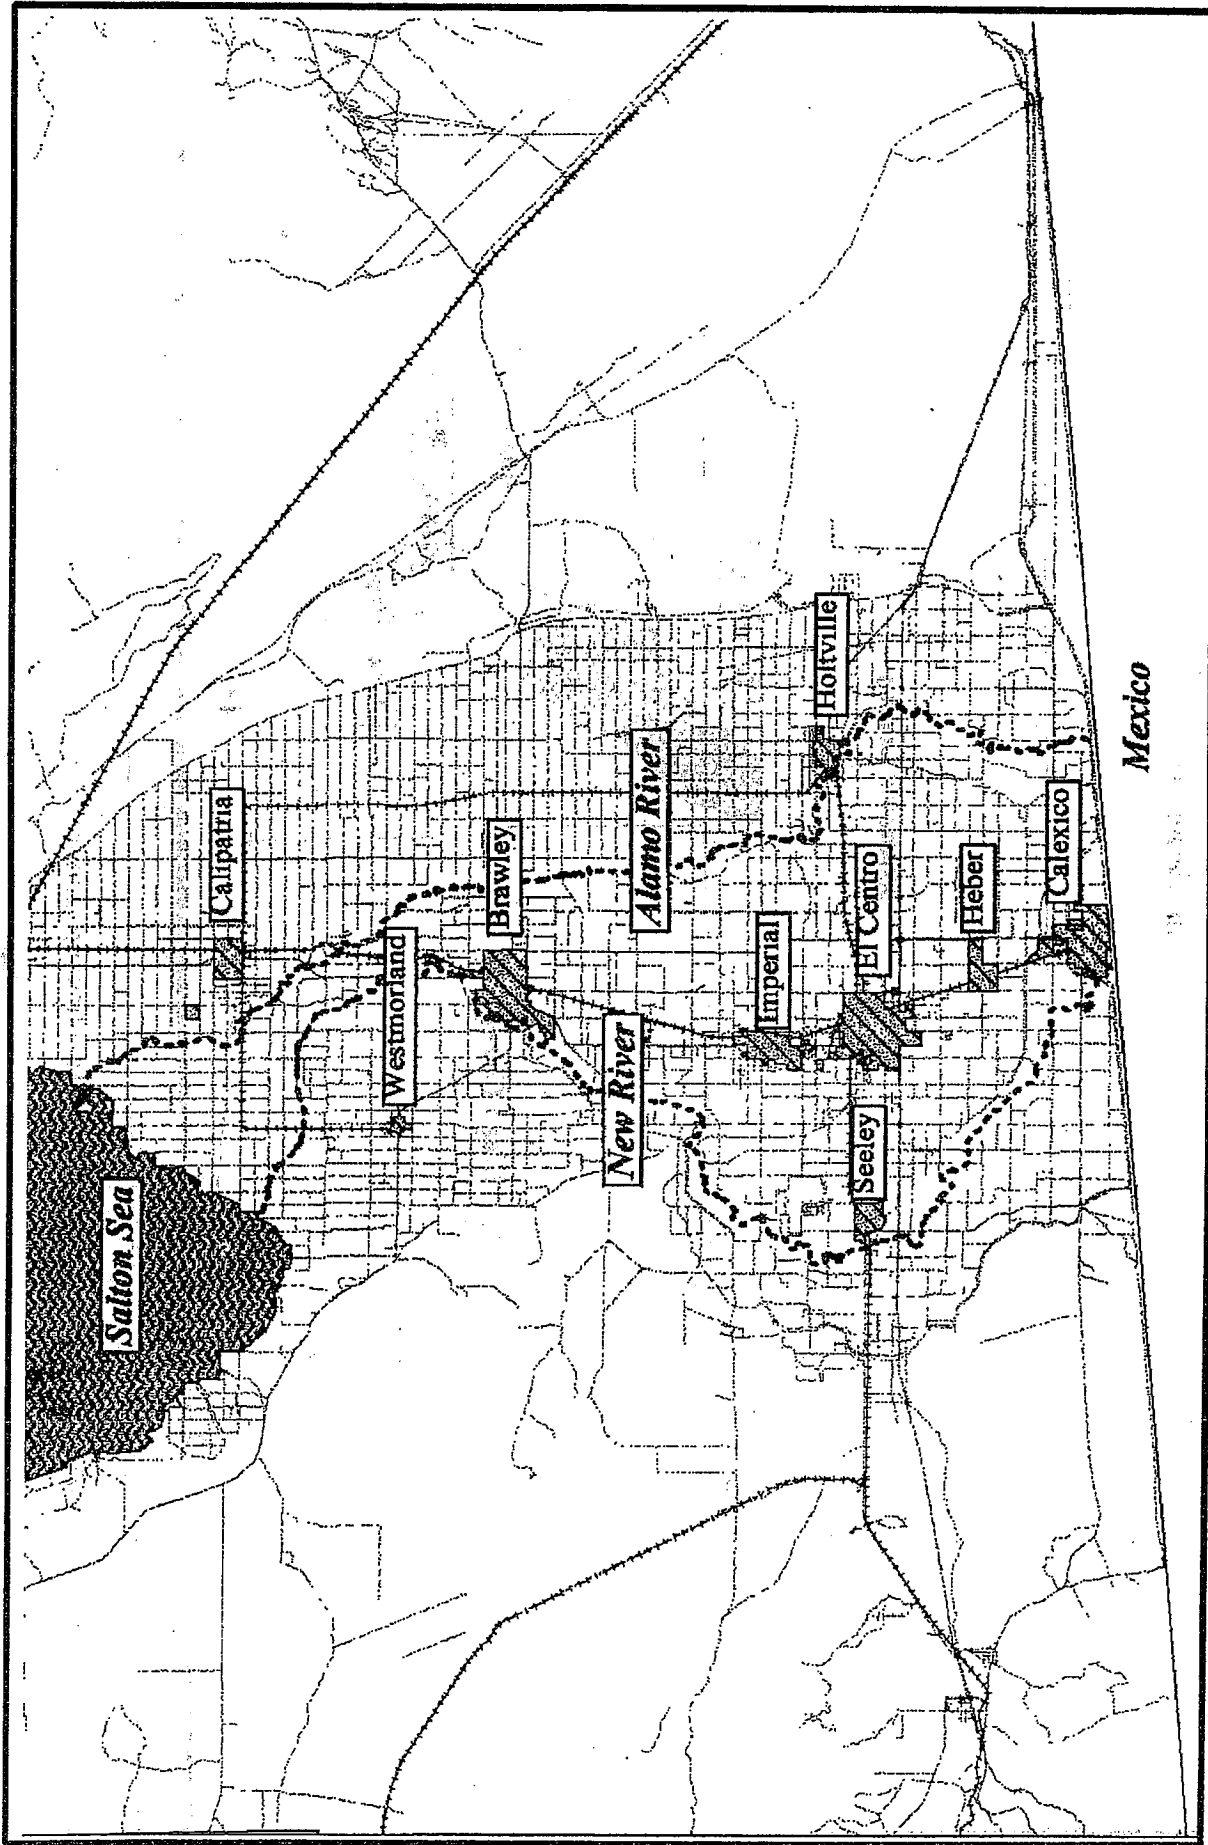 Salton Sea
Calipatria
Westmorland
Brawley
Alamo River
New River
Imperial
Holtville
El Centro
Seeley
Heber
Calexico
Mexico